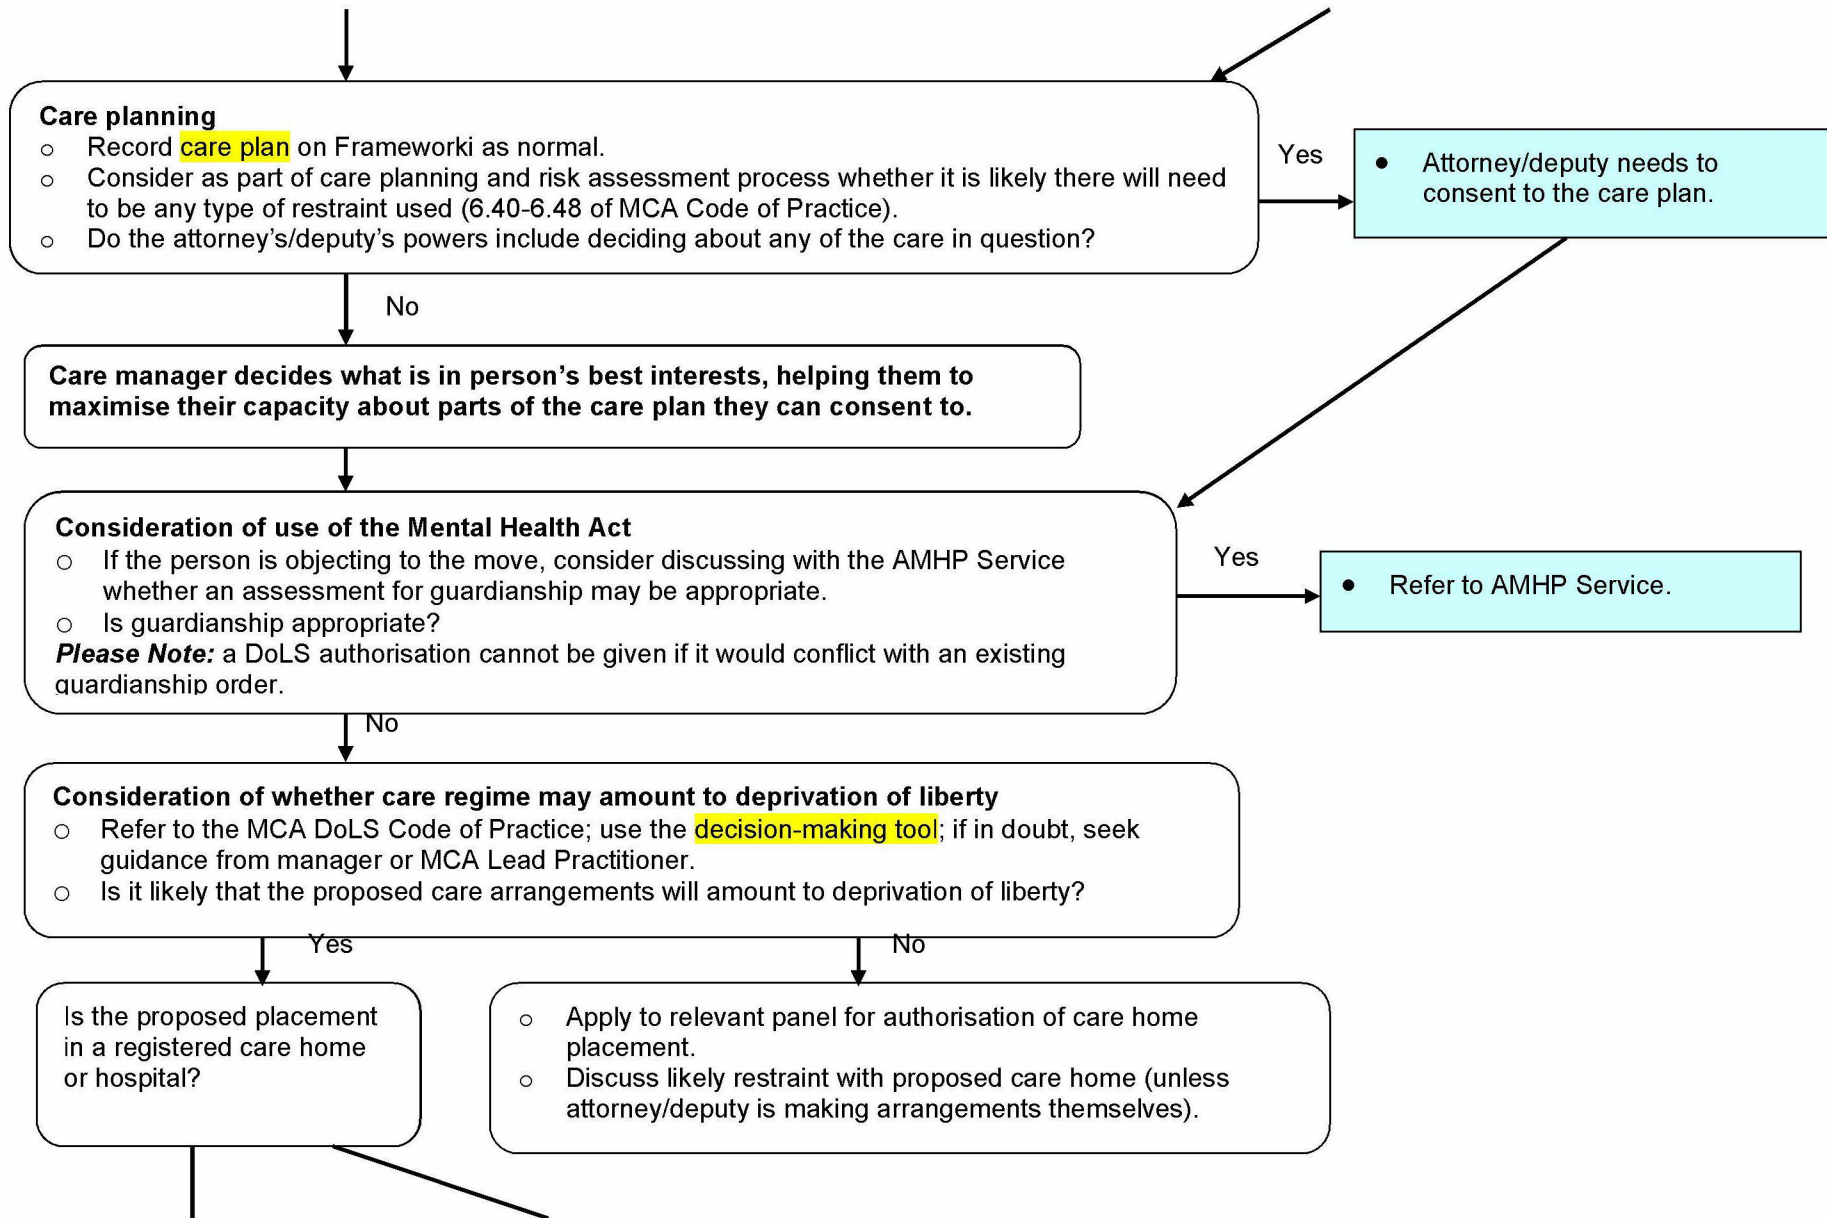 Care planning
o Record care plan on Frameworki as normal.
o Consider as part of care planning and risk assessment process whether it is likely there will need
to be any type of restraint used (6.40-6.48 of MCA Code of Practice).
o Do the attorney's/deputy's powers include deciding about any of the care in question?
Yes
• Attorney/deputy needs to
consent to the care plan.
No
Care manager decides what is in person's best interests, helping them to
maximise their capacity about parts of the care plan they can consent to.
Consideration of use of the Mental Health Act
o If the person is objecting to the move, consider discussing with the AMHP Service
whether an assessment for guardianship may be appropriate.
o Is guardianship appropriate?
Please Note: a DoLS authorisation cannot be given if it would conflict with an existing
guardianship order.
Yes
• Refer to AMHP Service.
No
Consideration of whether care regime may amount to deprivation of liberty
o Refer to the MCA DoLS Code of Practice; use the decision-making tool; if in doubt, seek
guidance from manager or MCA Lead Practitioner.
o Is it likely that the proposed care arrangements will amount to deprivation of liberty?
Yes
No
Is the proposed placement
in a registered care home
or hospital?
o Apply to relevant panel for authorisation of care home
placement.
o Discuss likely restraint with proposed care home (unless
attorney/deputy is making arrangements themselves).